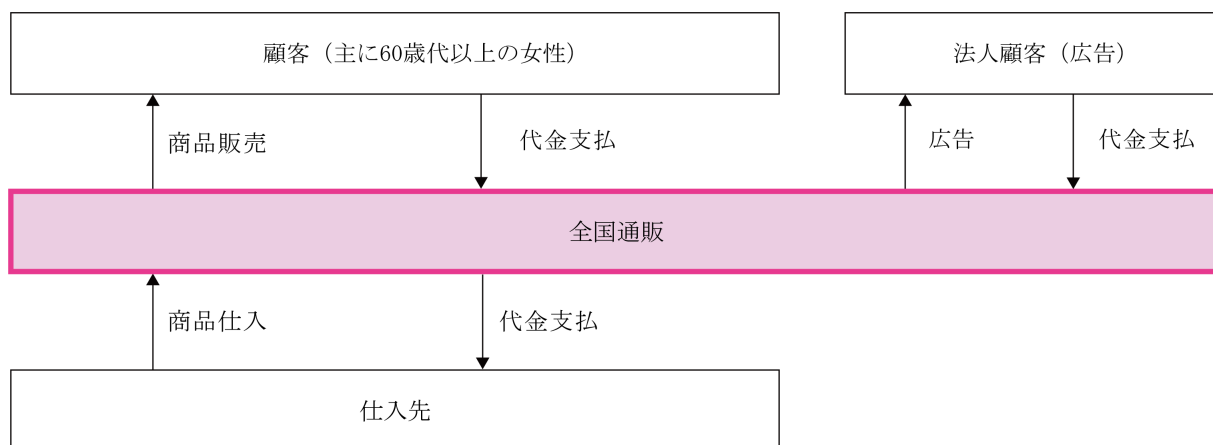 顧客（主に60歳代以上の女性）
法人顧客（広告）
商品販売
代金支払
広告
代金支払
全国通販
商品仕入
代金支払
仕入先